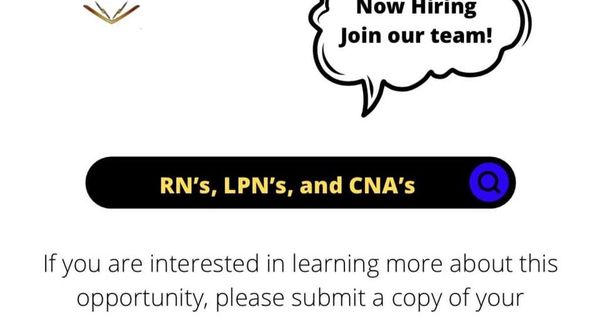 Now Hiring
Join our team!
RN’s, LPN’s, and CNA’s
If you are interested in learning more about this
opportunity, please submit a copy of your